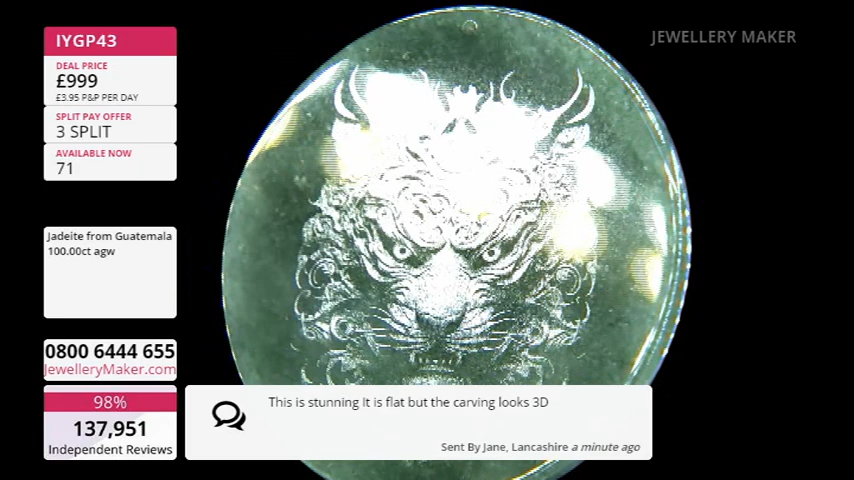 IYGP43
DEAL PRICE
£999
£3.95 P&P PER DAY
SPLIT PAY OFFER
3 SPLIT
AVAILABLE NOW
71
Jadeite from Guatemala
100.00ct agw
0800 6444 655
JewelleryMaker.com
98%
137,951
Independent Reviews
JEWELLERY MAKER
This is stunning It is flat but the carving looks 3D
Sent By Jane, Lancashire a minute ago